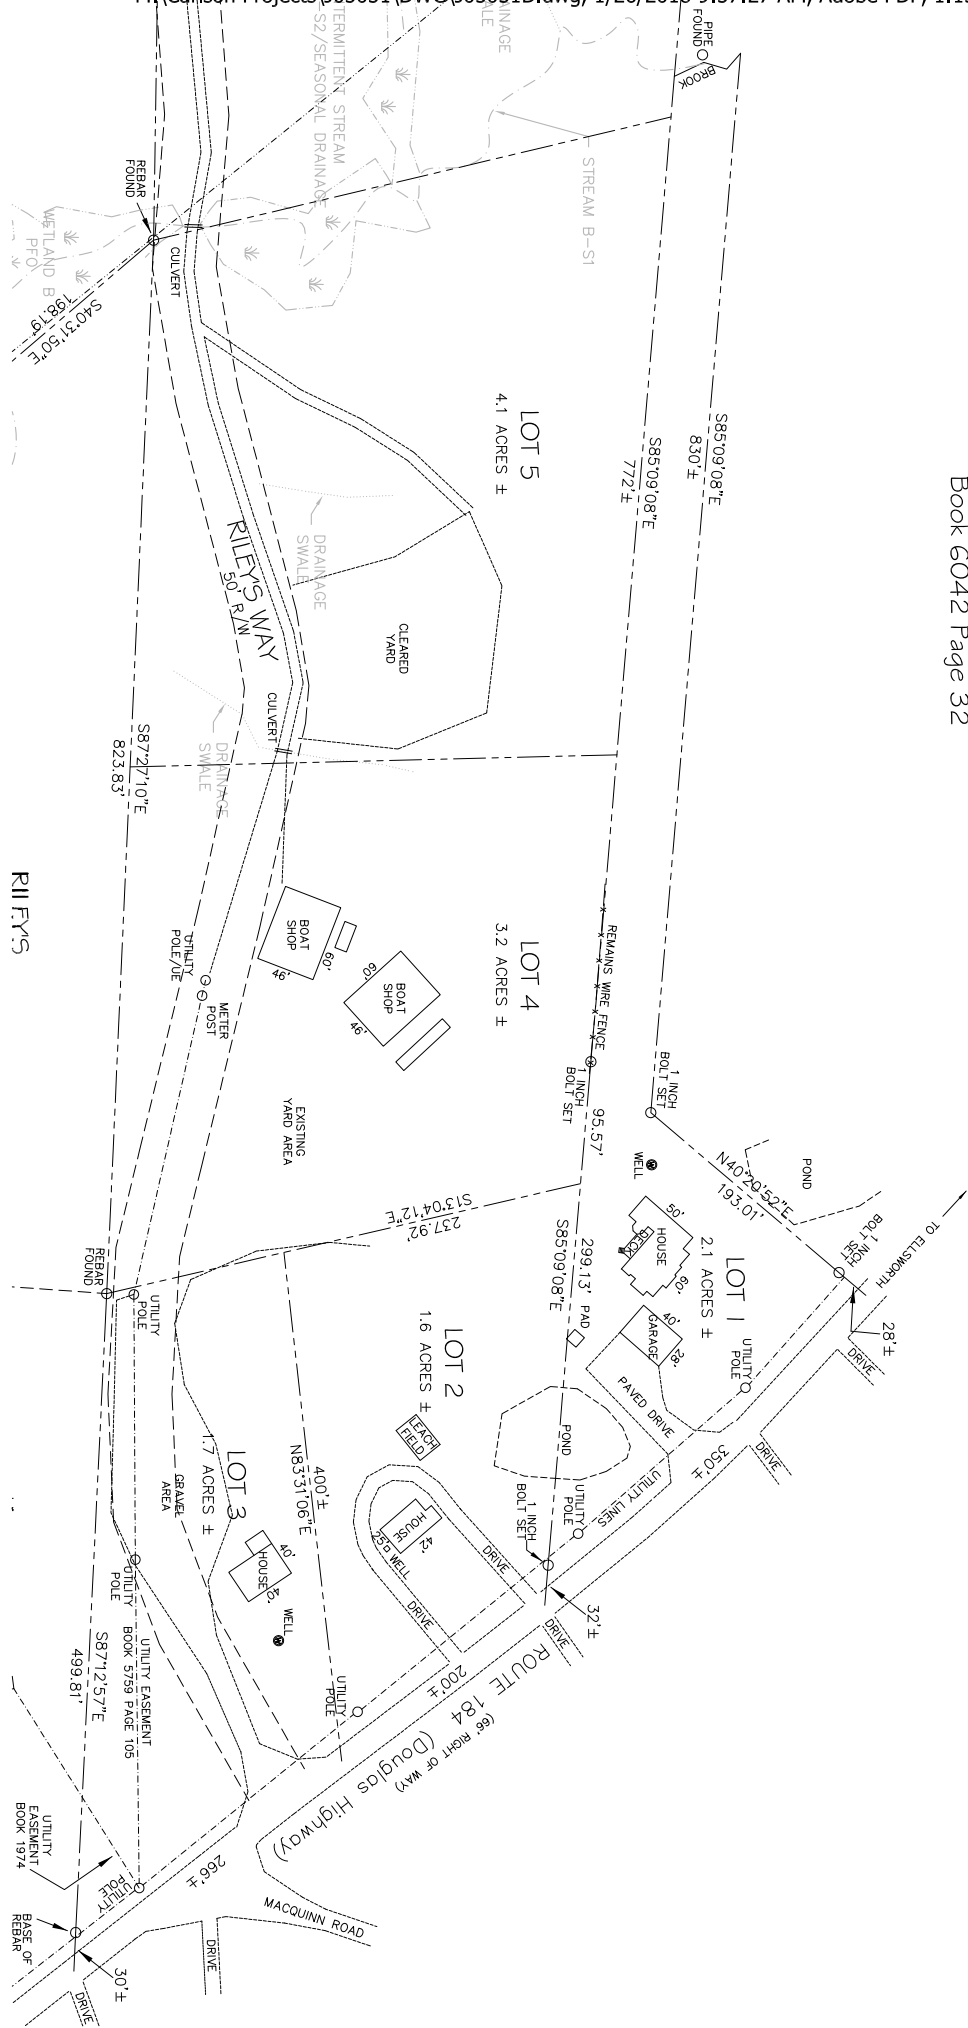 Book 6042 Page 32
PIPE
FOUND
BROOK
STREAM B-S1
S2/SEASONAL DRAINAGE
REBAR
FOUND
CULVERT
WETLAND B
PFO
S40°31'50"E
198.79'
LOT 5
4.1 ACRES ±
S85°09'08"E
830'±
S85°09'08"E
772'±
DRAINAGE
SWALE
RILEY'S WAY
50' R/W
CLEARED
YARD
CULVERT
DRAINAGE
SWALE
S87°27'10"E
823.83'
BOAT
SHOP
60'
46'
BOAT
SHOP
60'
46'
LOT 4
3.2 ACRES ±
REMAINS WIRE FENCE
1 INCH
BOLT SET
1 INCH
BOLT SET
UTILITY
POLE/UE
METER
POST
EXISTING
YARD AREA
95.57'
WELL
N40°20'52"E
193.01'
POND
1 INCH
BOLT SET
TO ELLSWORTH
28'±
DRIVE
S13°04'12"E
237.92'
299.13'
S85°09'08"E
PAD
50'
HOUSE
DECK
60'
LOT 1
2.1 ACRES ±
40'
GARAGE
28'
UTILITY
POLE
PAVED DRIVE
DRIVE
350'±
UTILITY LINES
POND
UTILITY
POLE
1 INCH
BOLT SET
32'±
DRIVE
REBAR
FOUND
UTILITY
POLE
LOT 2
1.6 ACRES ±
LEACH
FIELD
400'±
N83°31'06"E
HOUSE
42'
25'
WELL
DRIVE
DRIVE
LOT 3
1.7 ACRES ±
GRAVEL
AREA
40'
HOUSE
40'
WELL
UTILITY
POLE
UTILITY
POLE
200'±
ROUTE 184 (Douglas Highway)
(66' RIGHT OF WAY)
S87°12'57"E
499.81'
UTILITY EASEMENT
BOOK 5759 PAGE 105
UTILITY
EASEMENT
BOOK 1974
266'±
MACQUINN ROAD
UTILITY
POLE
BASE OF
REBAR
DRIVE
30'±
DRIVE